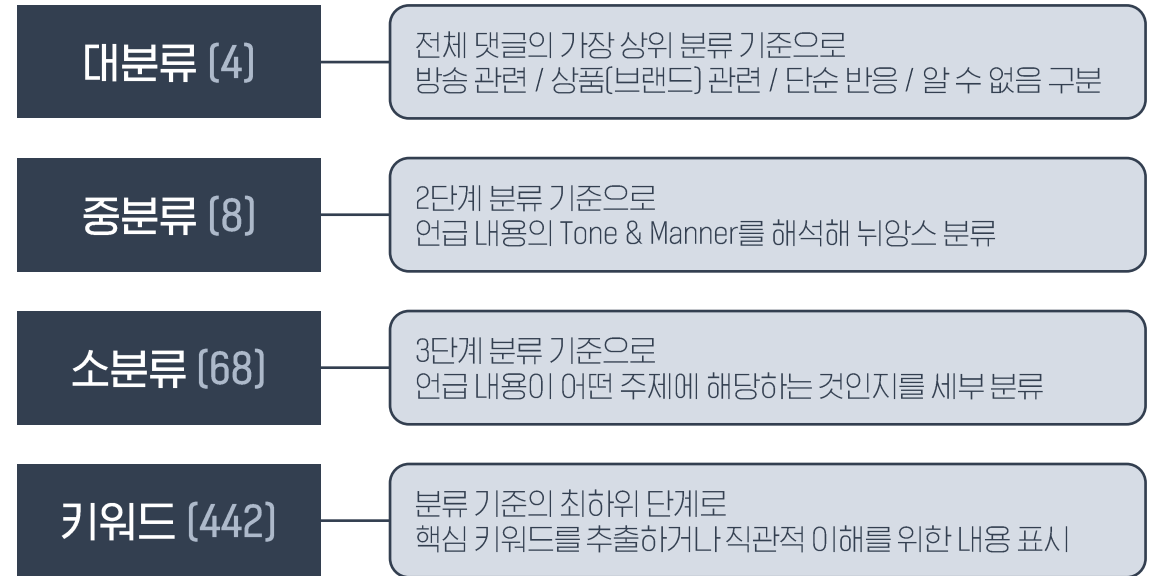 대분류 (4)
전체 댓글의 가장 상위 분류 기준으로
방송 관련 / 상품(브랜드) 관련 / 단순 반응 / 알 수 없음 구분
중분류 (8)
2단계 분류 기준으로
언급 내용의 Tone & Manner를 해석해 뉘앙스 분류
소분류 (68)
3단계 분류 기준으로
언급 내용이 어떤 주제에 해당하는 것인지를 세부 분류
키워드 (442)
분류 기준의 최하위 단계로
핵심 키워드를 추출하거나 직관적 이해를 위한 내용 표시